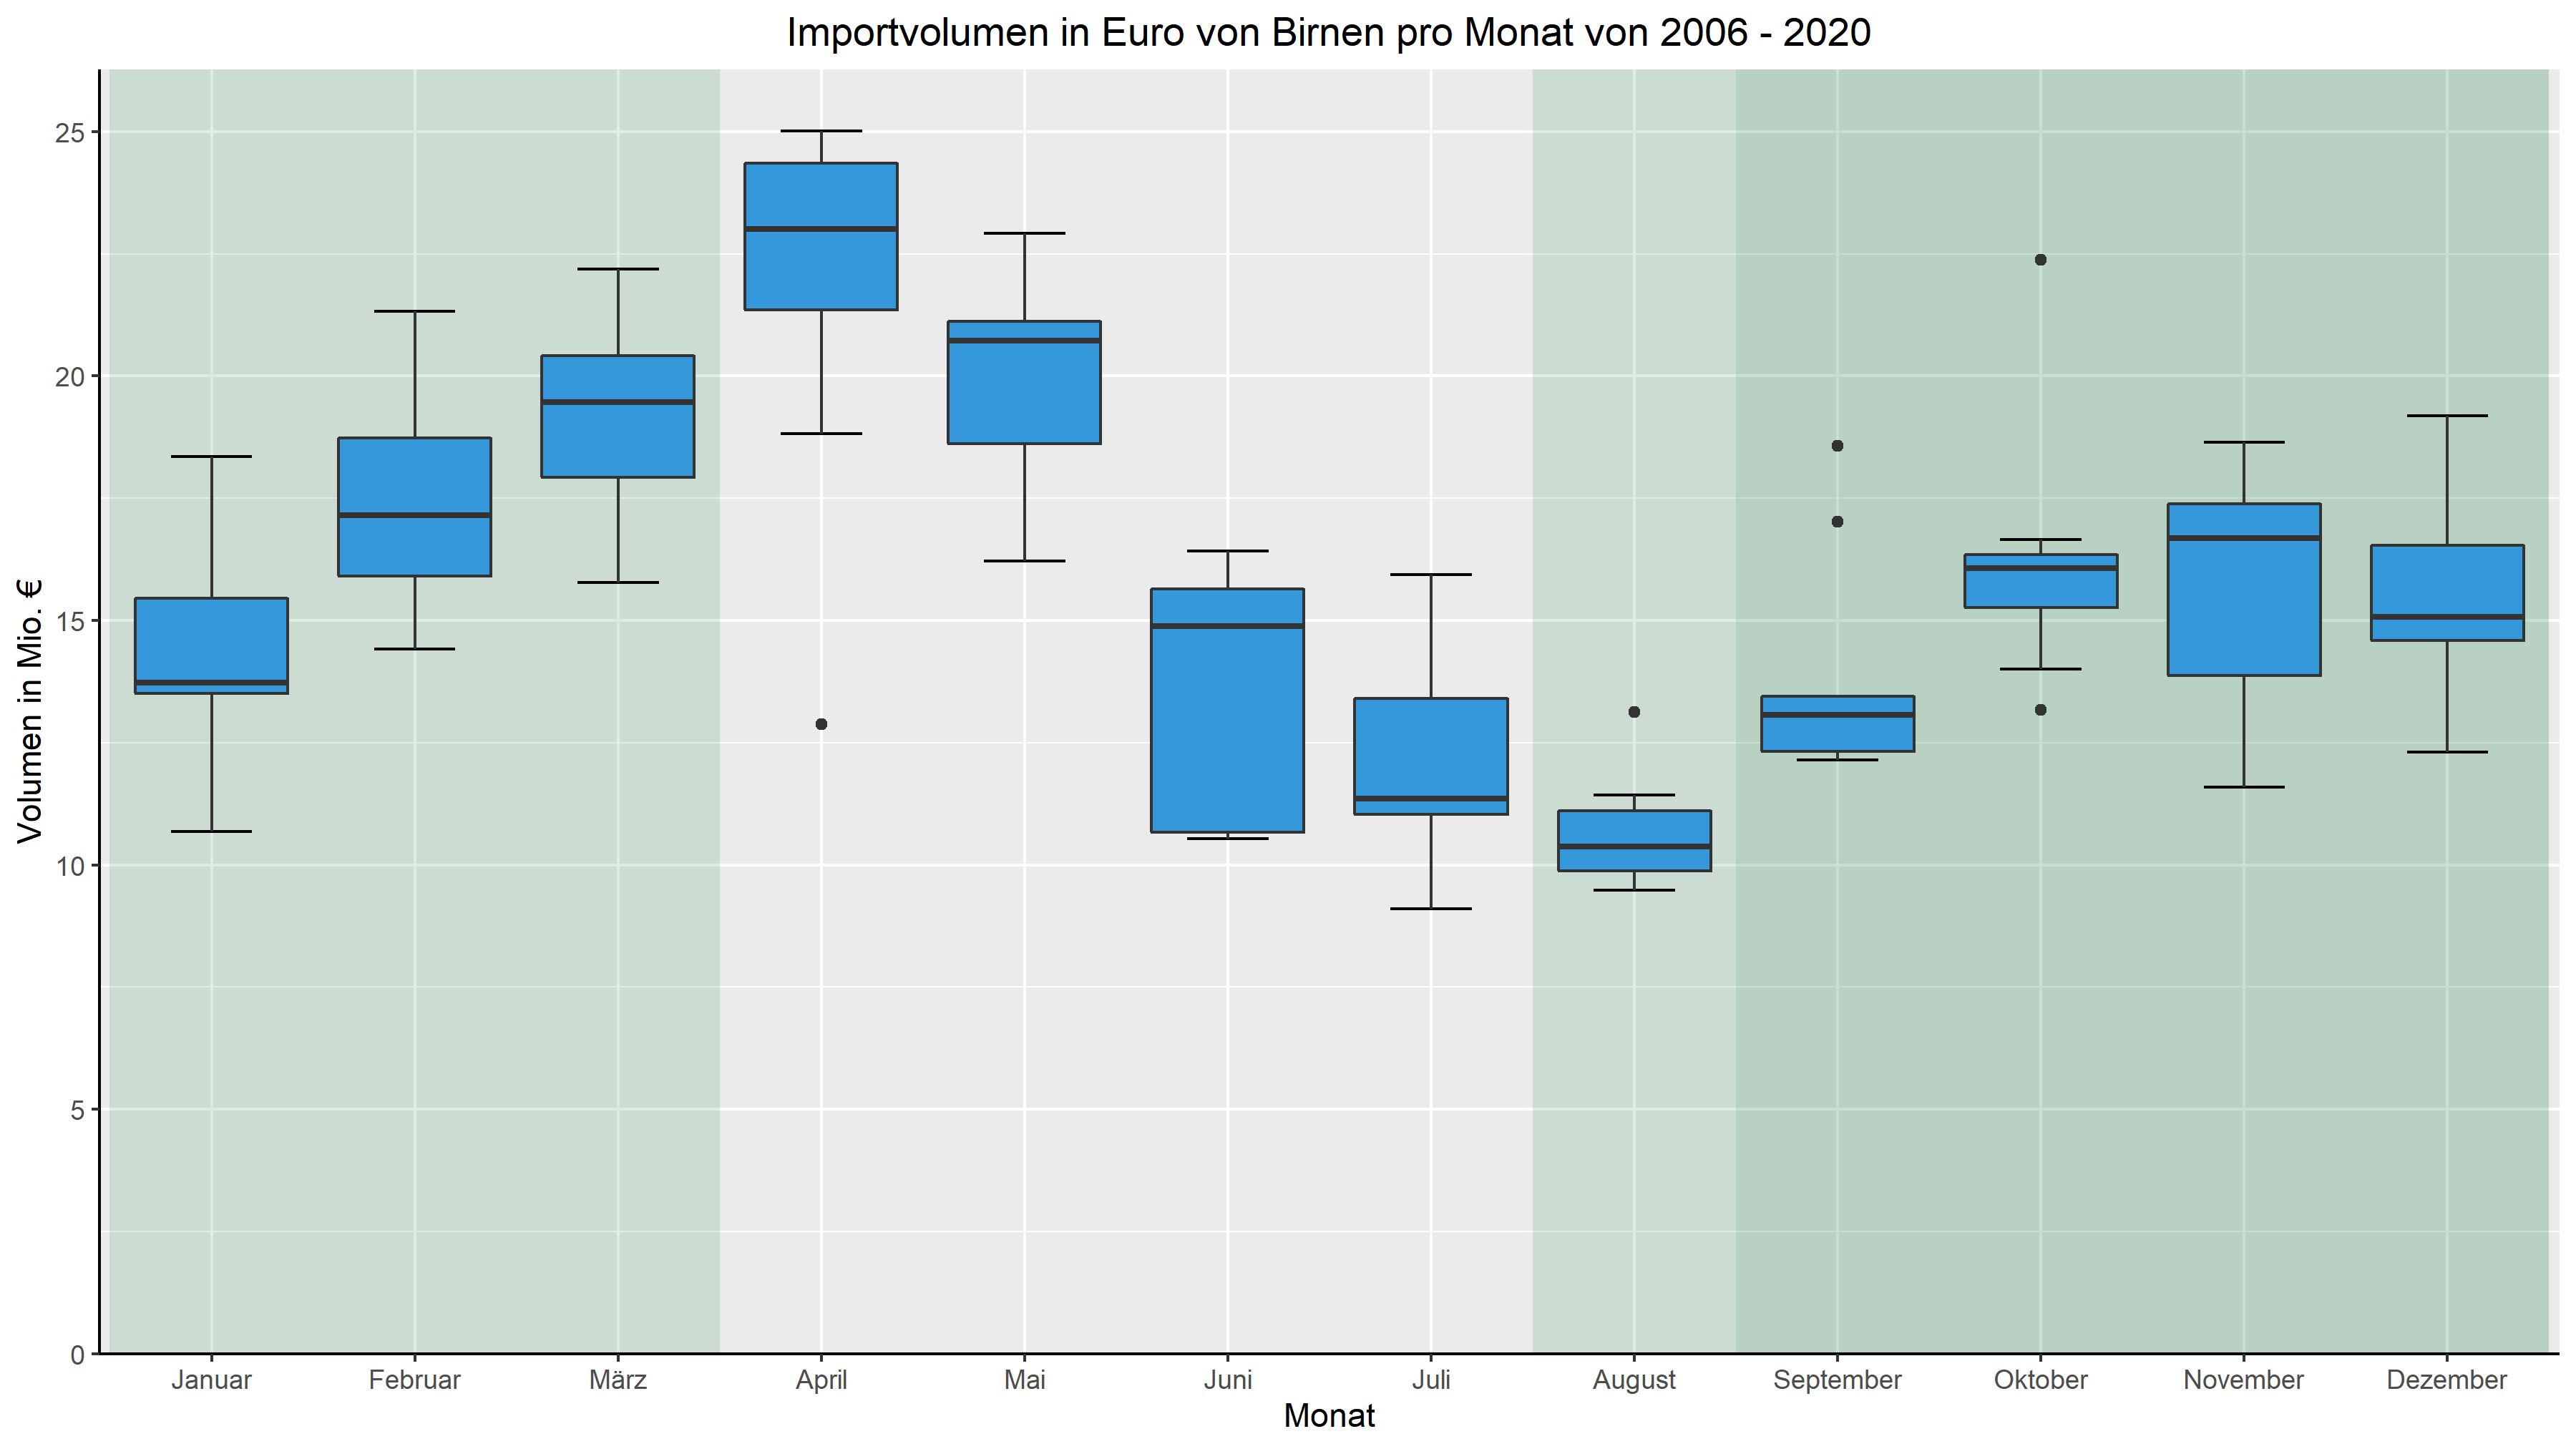 Importvolumen in Euro von Birnen pro Monat von 2006 - 2020
Volumen in Mio. €
25
20
15
10
5
0
Januar Februar März April Mai Juni Juli August September Oktober November Dezember
Monat